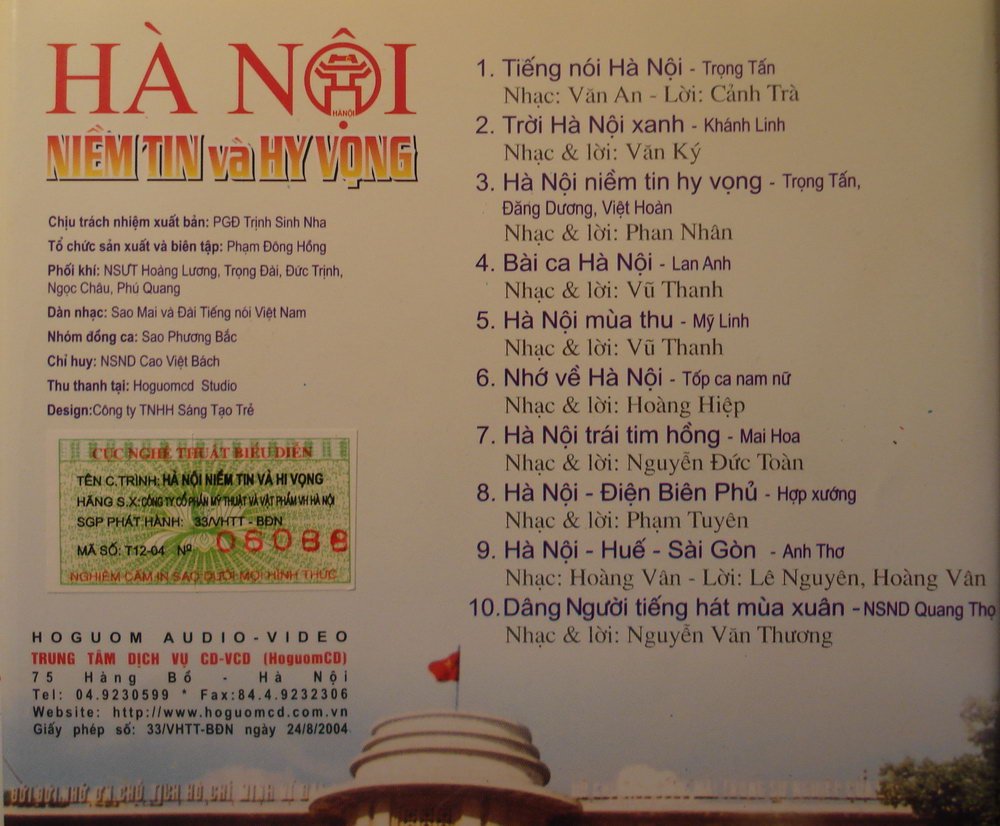 HÀ NỘI
HÀNỘI
NIỀM TIN và HY VỌNG
Chịu trách nhiệm xuất bản: PGĐ Trịnh Sinh Nha
Tổ chức sản xuất và biên tập: Phạm Đông Hồng
Phối khí: NSƯT Hoàng Lương, Trọng Đài, Đức Trịnh,
Ngọc Châu, Phú Quang
Dàn nhạc: Sao Mai và Đài Tiếng nói Việt Nam
Nhóm đồng ca: Sao Phương Bắc
Chỉ huy: NSND Cao Việt Bách
Thu thanh tại: Hoguomcd Studio
Design:Công ty TNHH Sáng Tạo Trẻ
CỤC NGHỆ THUẬT BIỂU DIỄN
TÊN C.TRÌNH: HÀ NỘI NIỀM TIN VÀ HI VỌNG
HÃNG S.X: CÔNG TY CỔ PHẦN MỸ THUẬT VÀ VẬT PHẨM VH HÀ NỘI
SGP PHÁT HÀNH: 33/VHTT - BĐN
MÃ SỐ: T12-04 Nº 06088
NGHIÊM CẤM IN SAO DƯỚI MỌI HÌNH THỨC
HOGUOM AUDIO-VIDEO
TRUNG TÂM DỊCH VỤ CD-VCD (HoguomCD)
75 Hàng Bồ - Hà Nội
Tel: 04.9230599 * Fax:84.4.9232306
Website: http://www.hoguomcd.com.vn
Giấy phép số: 33/VHTT-BĐN ngày 24/8/2004
1. Tiếng nói Hà Nội - Trọng Tấn
Nhạc: Văn An - Lời: Cảnh Trà
2. Trời Hà Nội xanh - Khánh Linh
Nhạc & lời: Văn Ký
3. Hà Nội niềm tin hy vọng - Trọng Tấn,
Đăng Dương, Việt Hoàn
Nhạc & lời: Phan Nhân
4. Bài ca Hà Nội - Lan Anh
Nhạc & lời: Vũ Thanh
5. Hà Nội mùa thu - Mỹ Linh
Nhạc & lời: Vũ Thanh
6. Nhớ về Hà Nội - Tốp ca nam nữ
Nhạc & lời: Hoàng Hiệp
7. Hà Nội trái tim hồng - Mai Hoa
Nhạc & lời: Nguyễn Đức Toàn
8. Hà Nội - Điện Biên Phủ - Hợp xướng
Nhạc & lời: Phạm Tuyên
9. Hà Nội - Huế - Sài Gòn - Anh Thơ
Nhạc: Hoàng Vân - Lời: Lê Nguyên, Hoàng Vân
10. Dâng Người tiếng hát mùa xuân -NSND Quang Thọ
Nhạc & lời: Nguyễn Văn Thương
CHỦ TỊCH HỒ CHÍ MINH